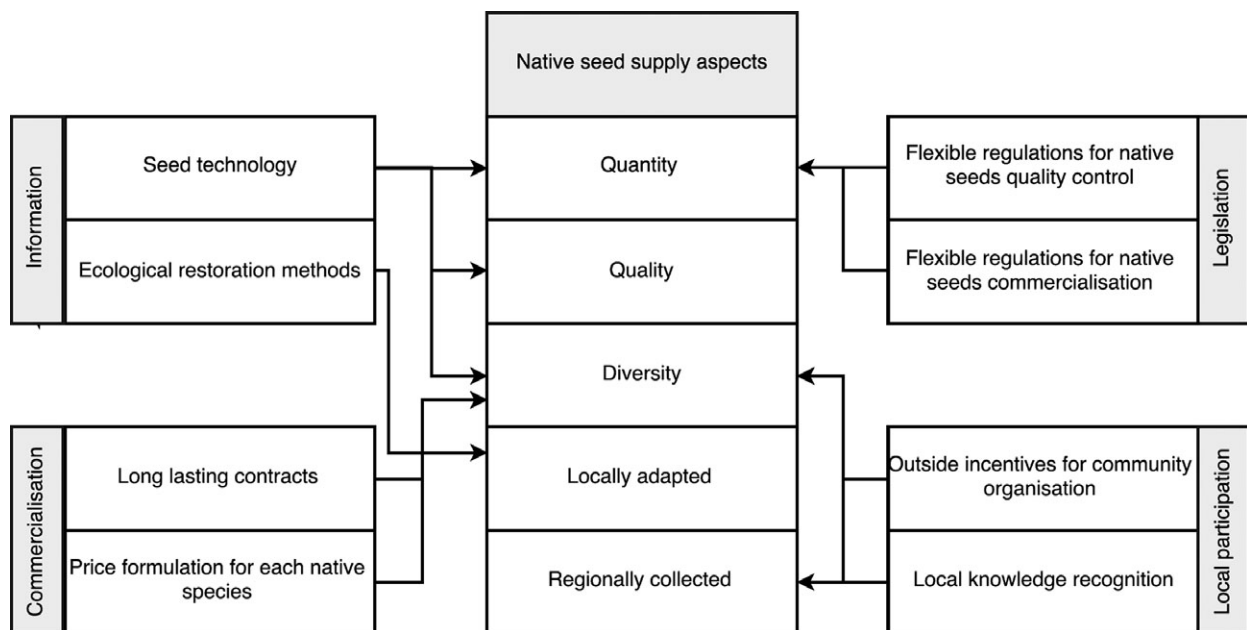 Native seed supply aspects
Information
Seed technology
Ecological restoration methods
Commercialisation
Long lasting contracts
Price formulation for each native
species
Quantity
Quality
Diversity
Locally adapted
Regionally collected
Flexible regulations for native
seeds quality control
Flexible regulations for native
seeds commercialisation
Legislation
Outside incentives for community
organisation
Local knowledge recognition
Local participation